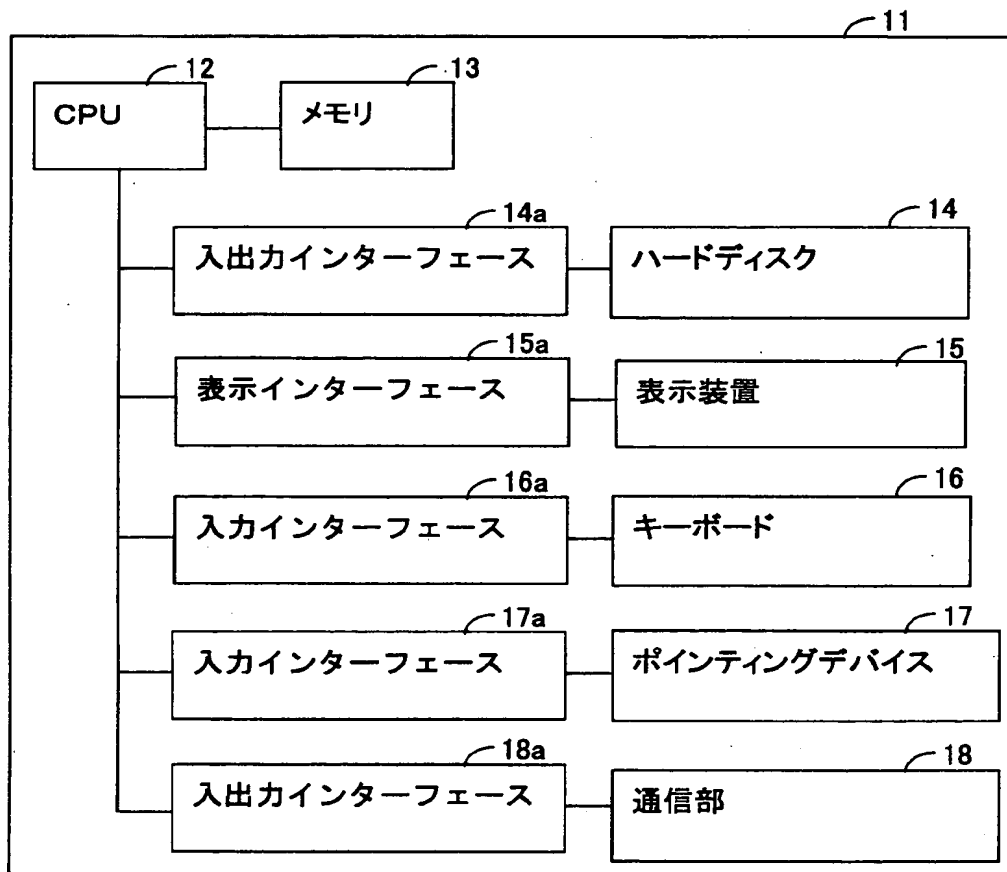 11
12
CPU
13
メモリ
14a
入出力インターフェース
14
ハードディスク
15a
表示インターフェース
15
表示装置
16a
入力インターフェース
16
キーボード
17a
入力インターフェース
17
ポインティングデバイス
18a
入出力インターフェース
18
通信部